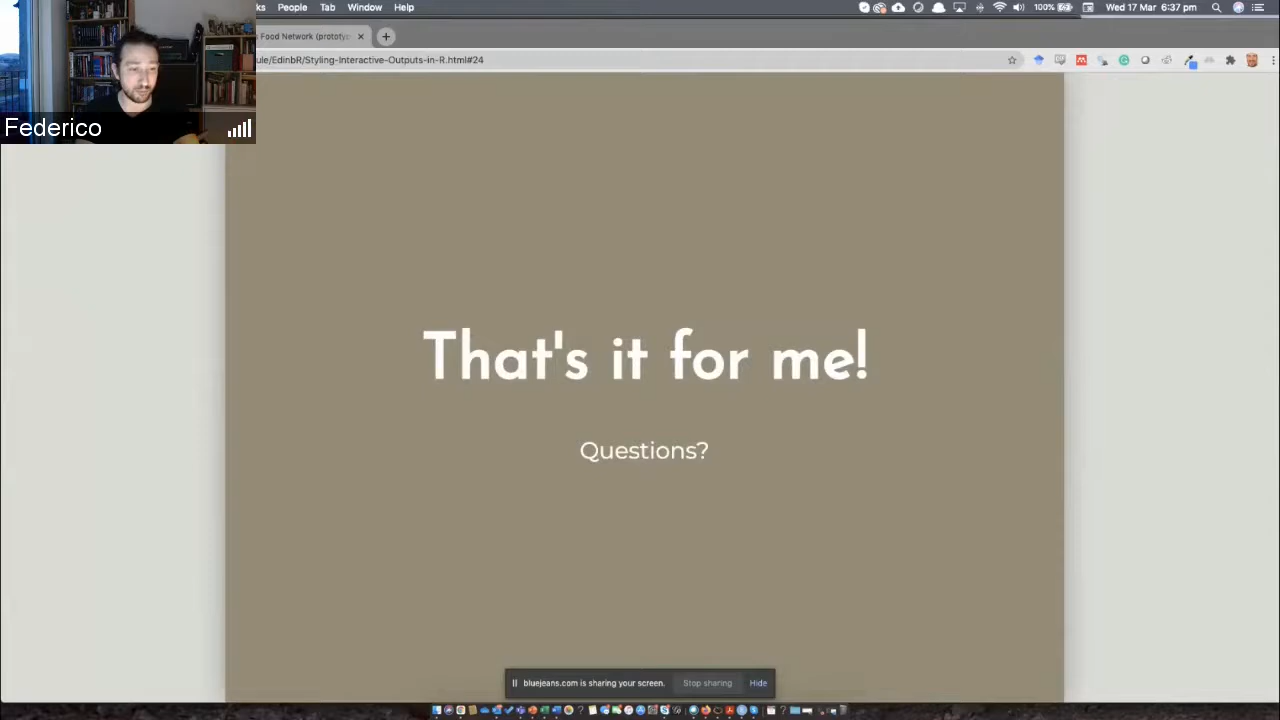 ks People Tab Window Help
100% Wed 17 Mar 6:37 pm
Food Network (prototyp
ule/EdinbR/Styling-Interactive-Outputs-in-R.html#24
Federico
That's it for me!
Questions?
bluejeans.com is sharing your screen. Stop sharing Hide